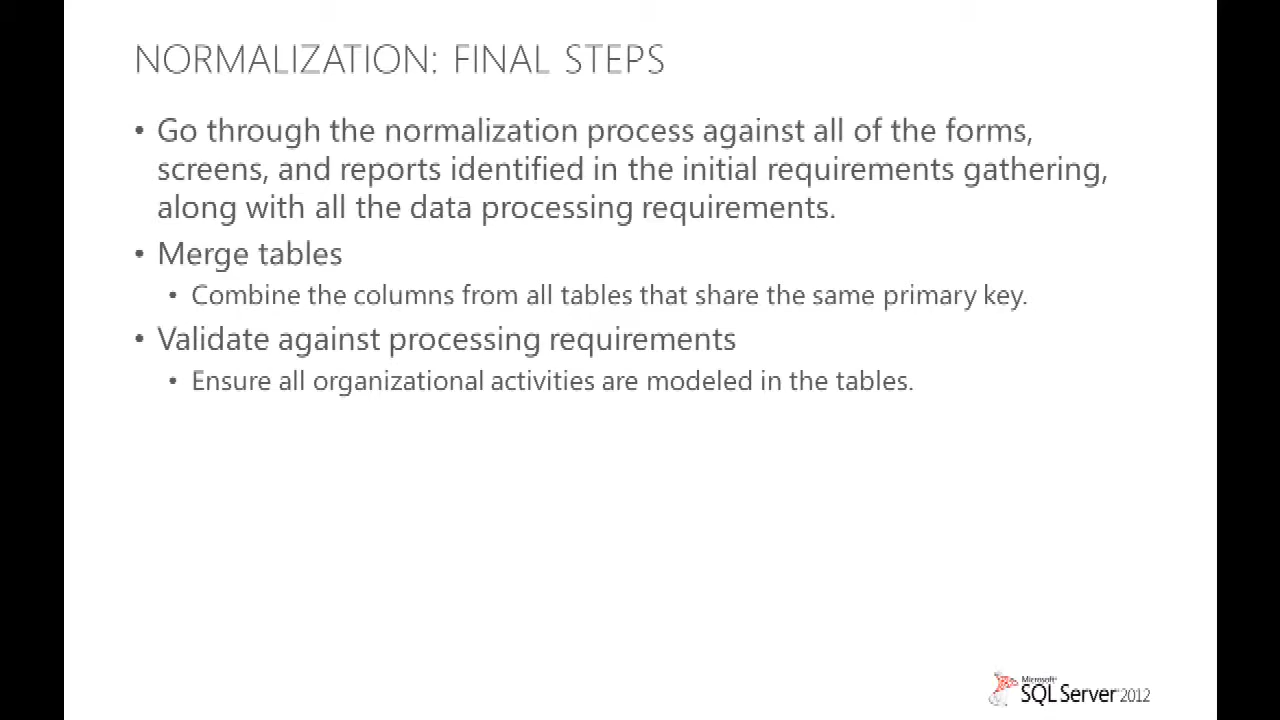 NORMALIZATION: FINAL STEPS
• Go through the normalization process against all of the forms,
screens, and reports identified in the initial requirements gathering,
along with all the data processing requirements.
• Merge tables
• Combine the columns from all tables that share the same primary key.
• Validate against processing requirements
• Ensure all organizational activities are modeled in the tables.
Microsoft®
SQL Server® 2012